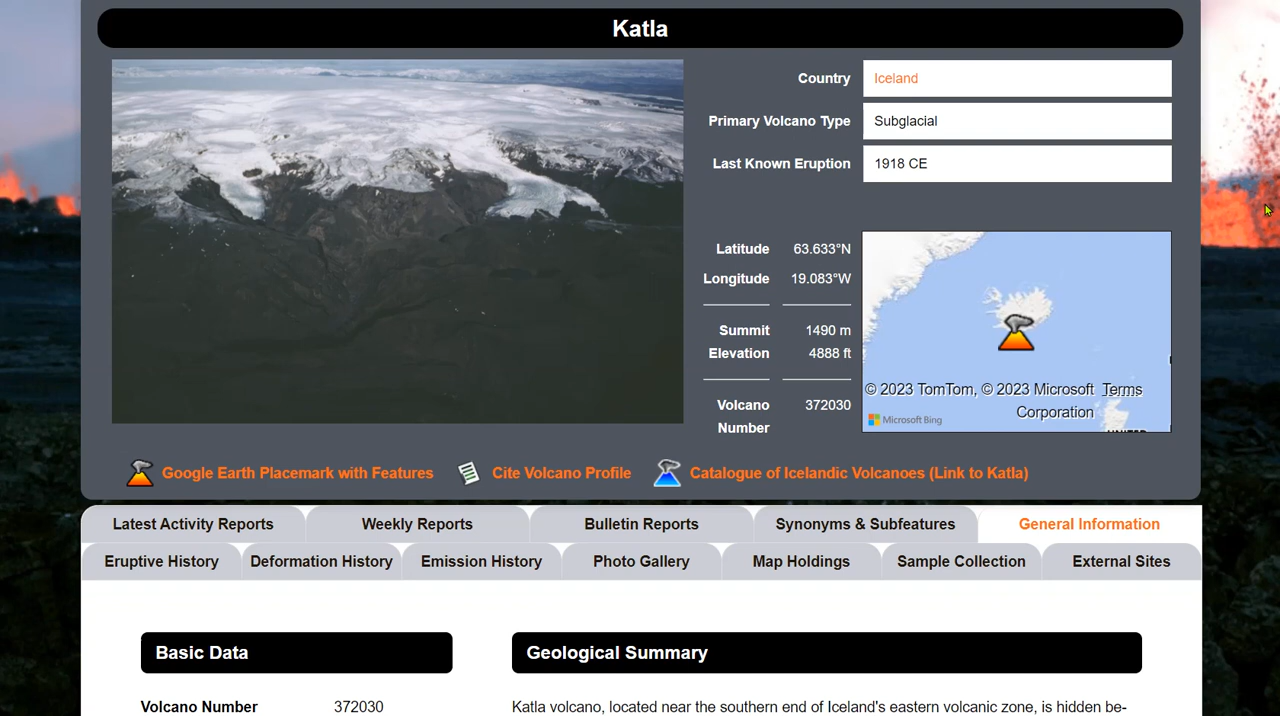 Katla
Country
Iceland
Primary Volcano Type
Subglacial
Last Known Eruption
1918 CE
Latitude 63.633°N
Longitude 19.083°W
Summit 1490 m
Elevation 4888 ft
Volcano 372030
Number
© 2023 TomTom, © 2023 Microsoft Terms
Corporation
Microsoft Bing
Google Earth Placemark with Features
Cite Volcano Profile
Catalogue of Icelandic Volcanoes (Link to Katla)
Latest Activity Reports
Weekly Reports
Bulletin Reports
Synonyms & Subfeatures
General Information
Eruptive History
Deformation History
Emission History
Photo Gallery
Map Holdings
Sample Collection
External Sites
Basic Data
Geological Summary
Volcano Number 372030
Katla volcano, located near the southern end of Iceland's eastern volcanic zone, is hidden be-